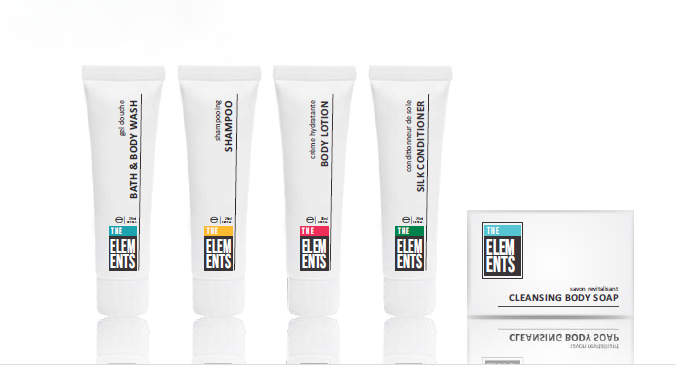 gel douche
BATH & BODY WASH
THE
ELEM
ENTS
shampooing
SHAMPOO
THE
ELEM
ENTS
crème hydratante
BODY LOTION
THE
ELEM
ENTS
conditionneur de soie
SILK CONDITIONER
THE
ELEM
ENTS
THE
ELEM
ENTS
savon revitalisant
CLEANSING BODY SOAP